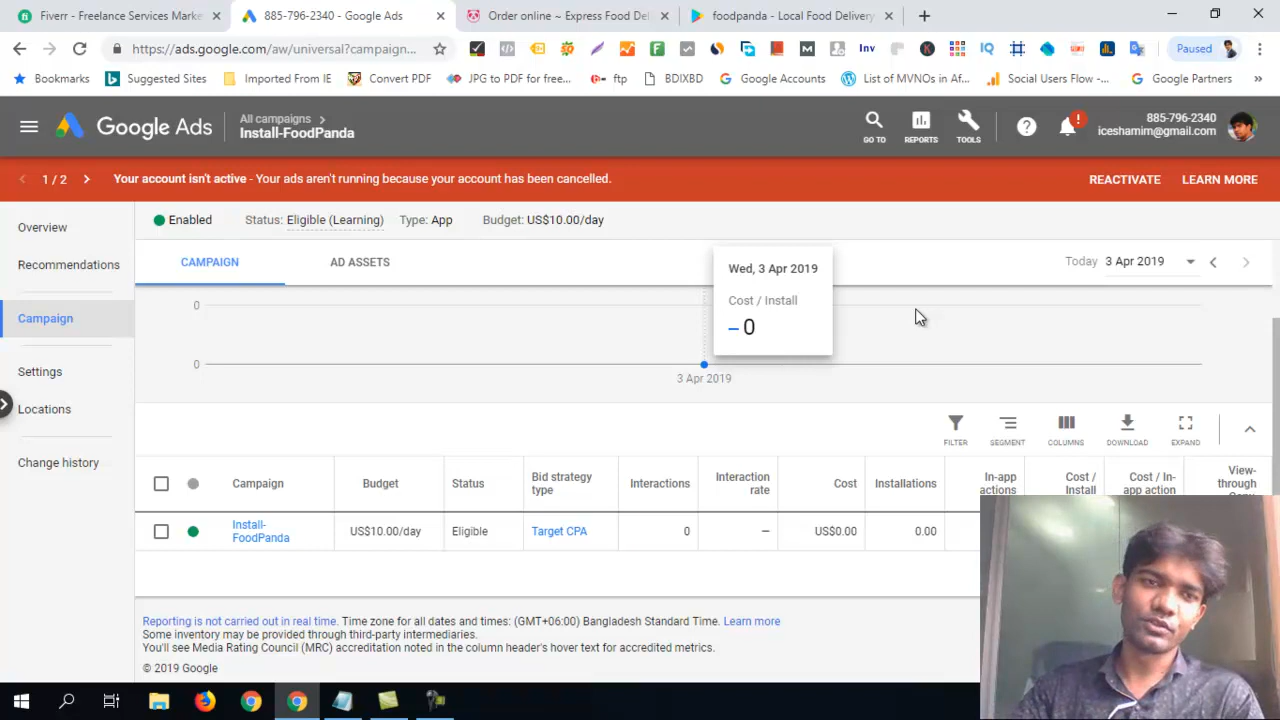 Fiverr - Freelance Services Marke
885-796-2340 - Google Ads
Order online ~ Express Food Del
foodpanda - Local Food Delivery
https://ads.google.com/aw/universal?campaign...
Inv
IQ
Paused
Bookmarks
Suggested Sites
Imported From IE
Convert PDF
JPG to PDF for free...
ftp
BDIXBD
Google Accounts
List of MVNOs in Af...
Social Users Flow -...
Google Partners
Google Ads
All campaigns
Install-FoodPanda
GO TO
REPORTS
TOOLS
885-796-2340
iceshamim@gmail.com
1 / 2
Your account isn't active - Your ads aren't running because your account has been cancelled.
REACTIVATE
LEARN MORE
Overview
Recommendations
Campaign
Settings
Locations
Change history
Enabled
Status: Eligible (Learning)
Type: App
Budget: US$10.00/day
CAMPAIGN
AD ASSETS
Today
3 Apr 2019
Wed, 3 Apr 2019
Cost / Install
– 0
0
0
3 Apr 2019
FILTER
SEGMENT
COLUMNS
DOWNLOAD
EXPAND
Campaign
Budget
Status
Bid strategy
type
Interactions
Interaction
rate
Cost
Installations
In-app
actions
Cost /
Install
Cost / In-
app action
View-
through
Install-
FoodPanda
US$10.00/day
Eligible
Target CPA
0
—
US$0.00
0.00
Reporting is not carried out in real time. Time zone for all dates and times: (GMT+06:00) Bangladesh Standard Time. Learn more
Some inventory may be provided through third-party intermediaries.
You'll see Media Rating Council (MRC) accreditation noted in the column header's hover text for accredited metrics.
© 2019 Google